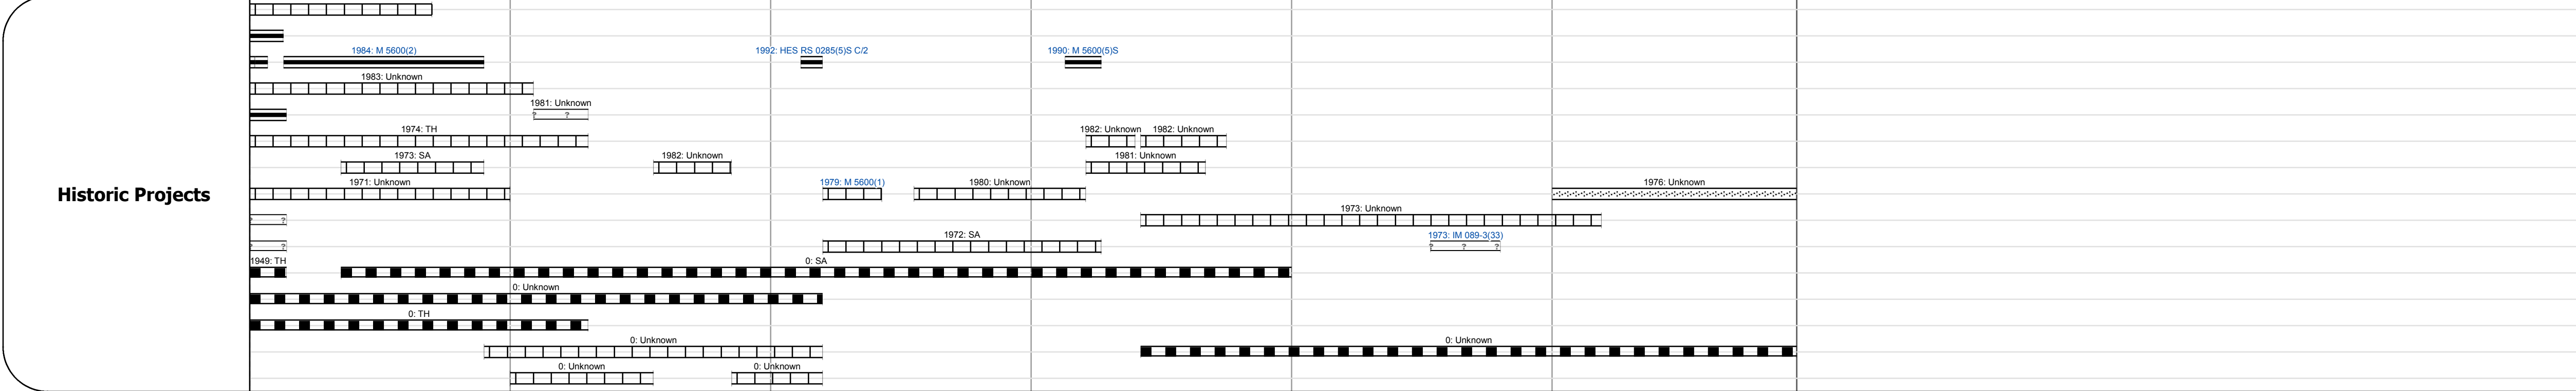 1984: M 5600(2)
1992: HES RS 0285(5)S C/2
1990: M 5600(5)S
1983: Unknown
1981: Unknown
? ?
1974: TH
1982: Unknown
1982: Unknown
1973: SA
1982: Unknown
1981: Unknown
Historic Projects
1971: Unknown
1979: M 5600(1)
1980: Unknown
1976: Unknown
1973: Unknown
? ?
1972: SA
1973: IM 089-3(33)
? ?
? ? ?
1949: TH
0: SA
0: Unknown
0: TH
0: Unknown
0: Unknown
0: Unknown
0: Unknown